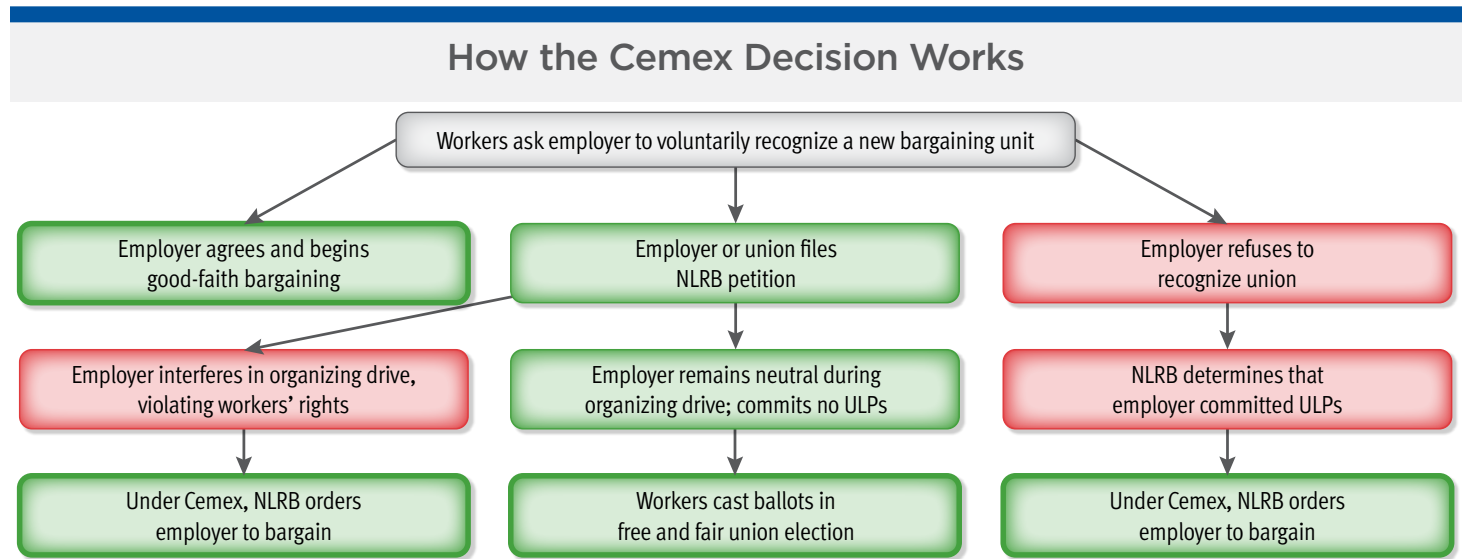 How the Cemex Decision Works
Workers ask employer to voluntarily recognize a new bargaining unit
Employer agrees and begins
good-faith bargaining
Employer or union files
NLRB petition
Employer refuses to
recognize union
Employer interferes in organizing drive,
violating workers’ rights
Employer remains neutral during
organizing drive; commits no ULPs
NLRB determines that
employer committed ULPs
Under Cemex, NLRB orders
employer to bargain
Workers cast ballots in
free and fair union election
Under Cemex, NLRB orders
employer to bargain